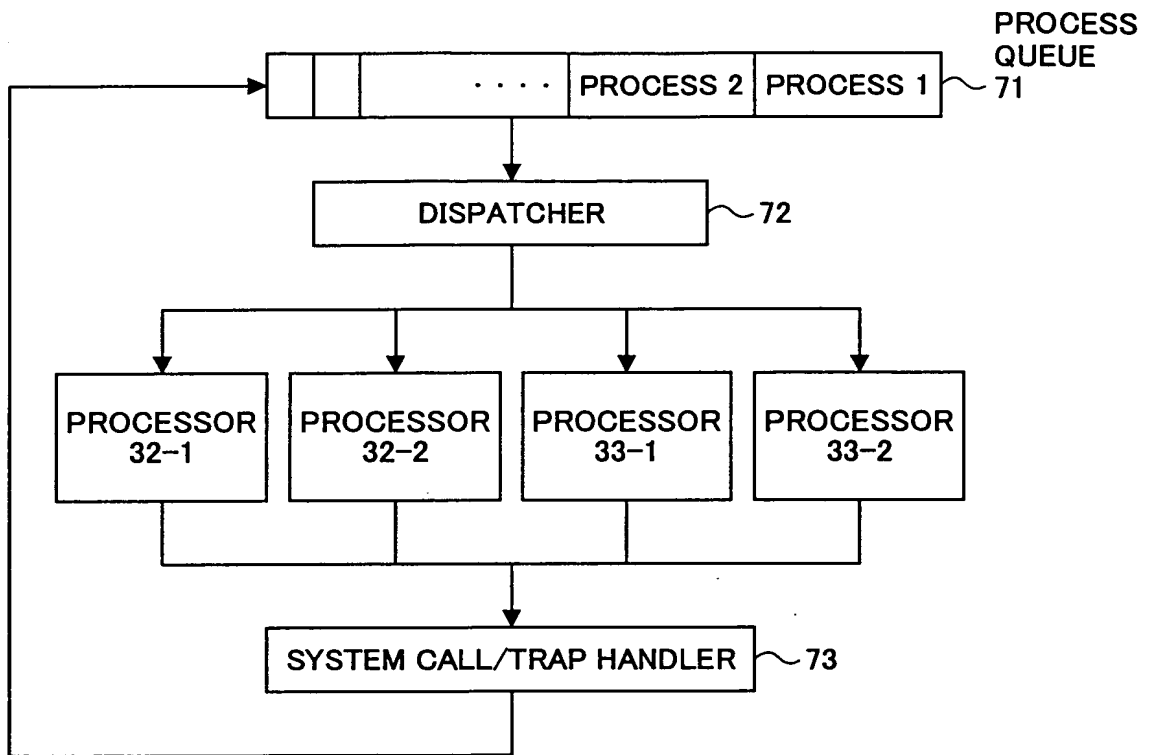 PROCESS
QUEUE
71
.... PROCESS 2 PROCESS 1
DISPATCHER 72
PROCESSOR
32-1
PROCESSOR
32-2
PROCESSOR
33-1
PROCESSOR
33-2
SYSTEM CALL/TRAP HANDLER 73